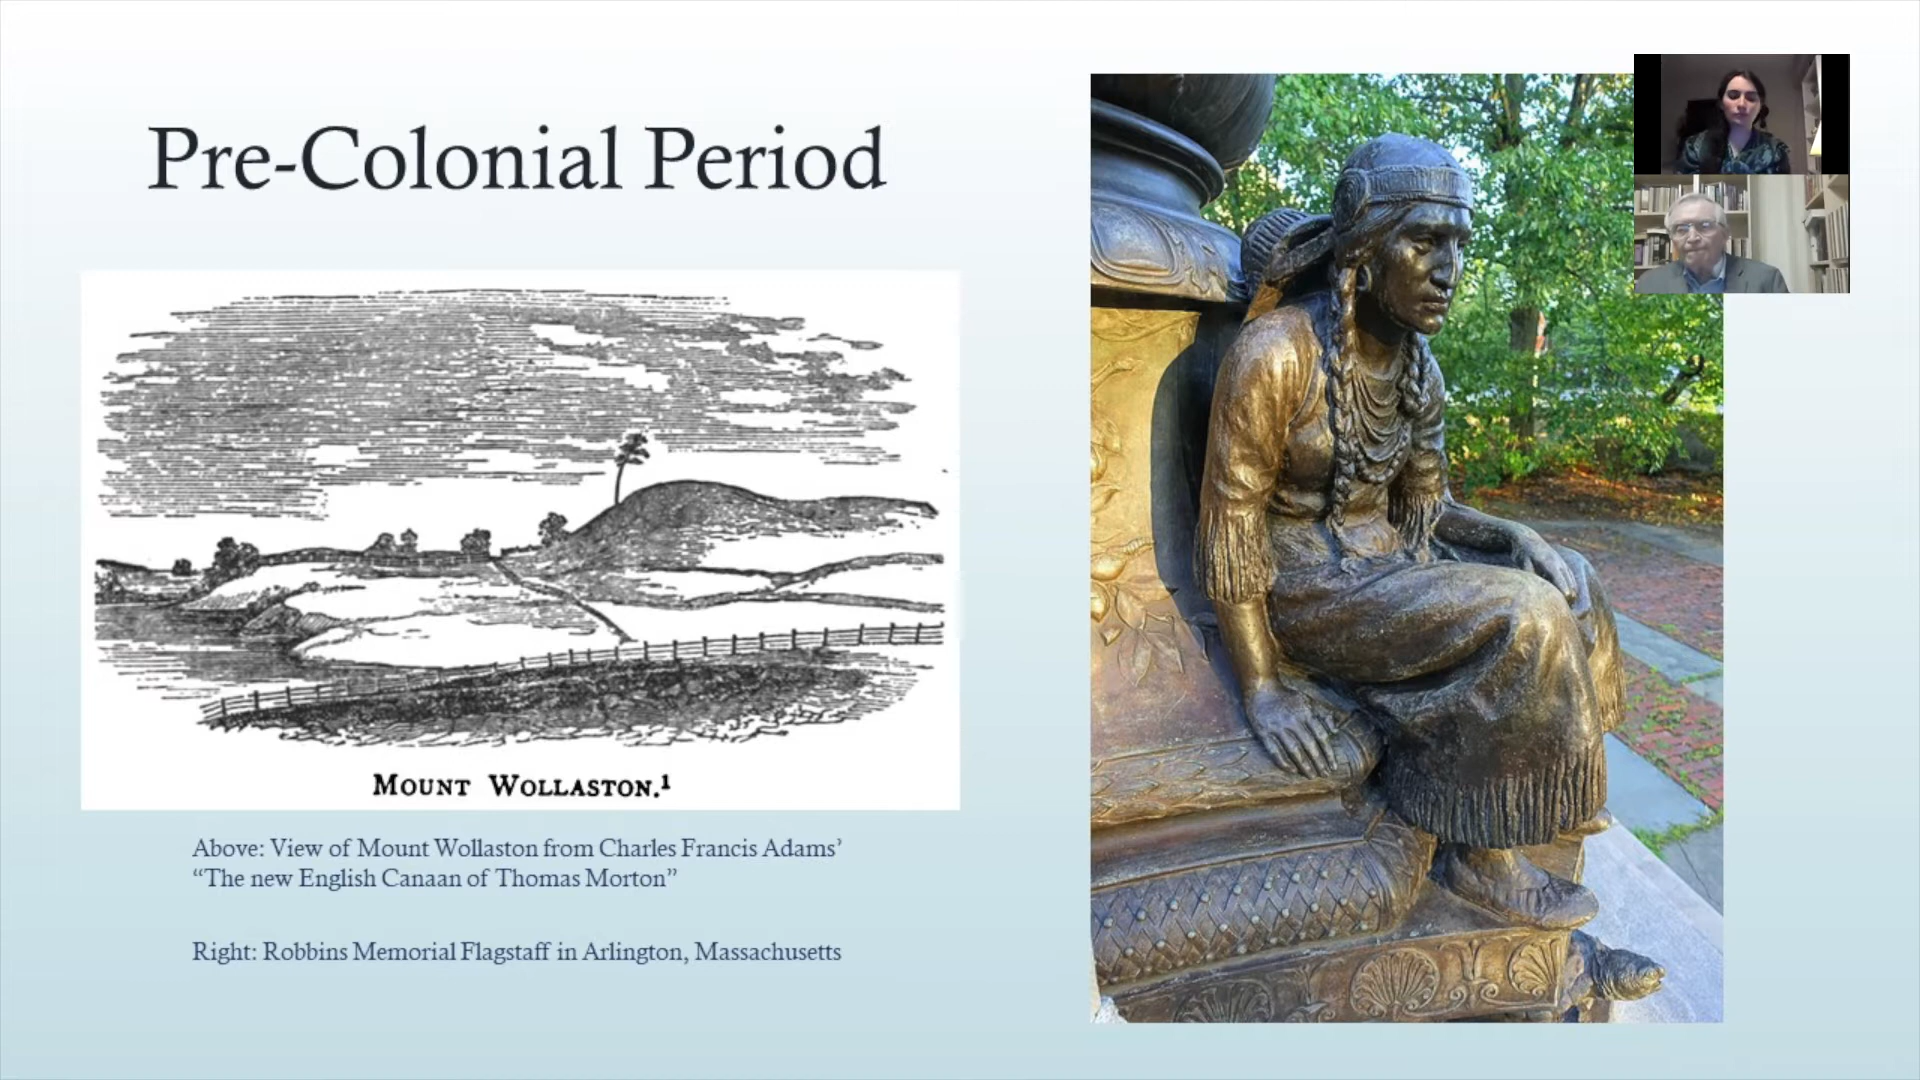 Pre-Colonial Period
MOUNT WOLLASTON.¹
Above: View of Mount Wollaston from Charles Francis Adams’
“The new English Canaan of Thomas Morton”
Right: Robbins Memorial Flagstaff in Arlington, Massachusetts